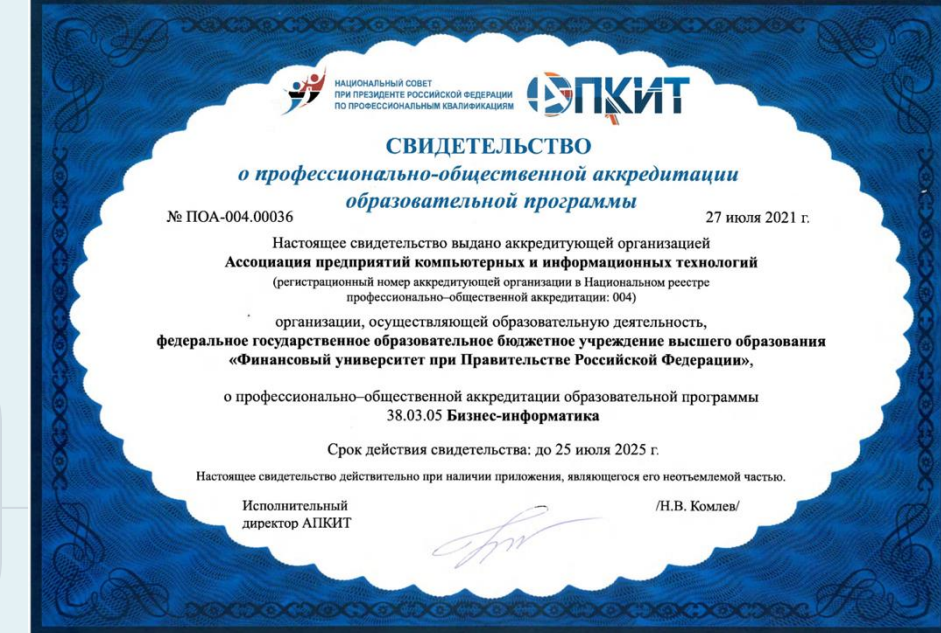 НАЦИОНАЛЬНЫЙ СОВЕТ
ПРИ ПРЕЗИДЕНТЕ РОССИЙСКОЙ ФЕДЕРАЦИИ
ПО ПРОФЕССИОНАЛЬНЫМ КВАЛИФИКАЦИЯМ
АПКИТ
СВИДЕТЕЛЬСТВО
о профессионально-общественной аккредитации
образовательной программы
№ ПОА-004.00036 27 июля 2021 г.
Настоящее свидетельство выдано аккредитующей организацией
Ассоциация предприятий компьютерных и информационных технологий
(регистрационный номер аккредитующей организации в Национальном реестре
профессионально–общественной аккредитации: 004)
организации, осуществляющей образовательную деятельность,
федеральное государственное образовательное бюджетное учреждение высшего образования
«Финансовый университет при Правительстве Российской Федерации»,
о профессионально–общественной аккредитации образовательной программы
38.03.05 Бизнес-информатика
Срок действия свидетельства: до 25 июля 2025 г.
Настоящее свидетельство действительно при наличии приложения, являющегося его неотъемлемой частью.
Исполнительный /Н.В. Комлев/
директор АПКИТ